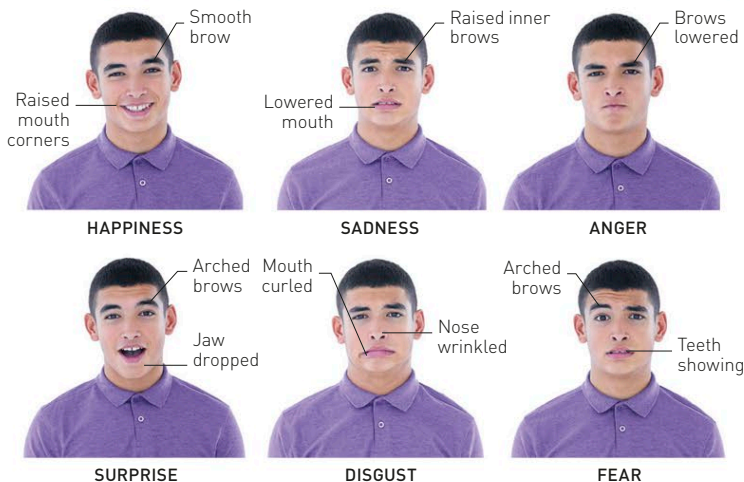 Smooth
brow
Raised
mouth
corners
HAPPINESS
Raised inner
brows
Lowered
mouth
SADNESS
Brows
lowered
ANGER
Arched
brows
Jaw
dropped
SURPRISE
Mouth
curled
Nose
wrinkled
DISGUST
Arched
brows
Teeth
showing
FEAR